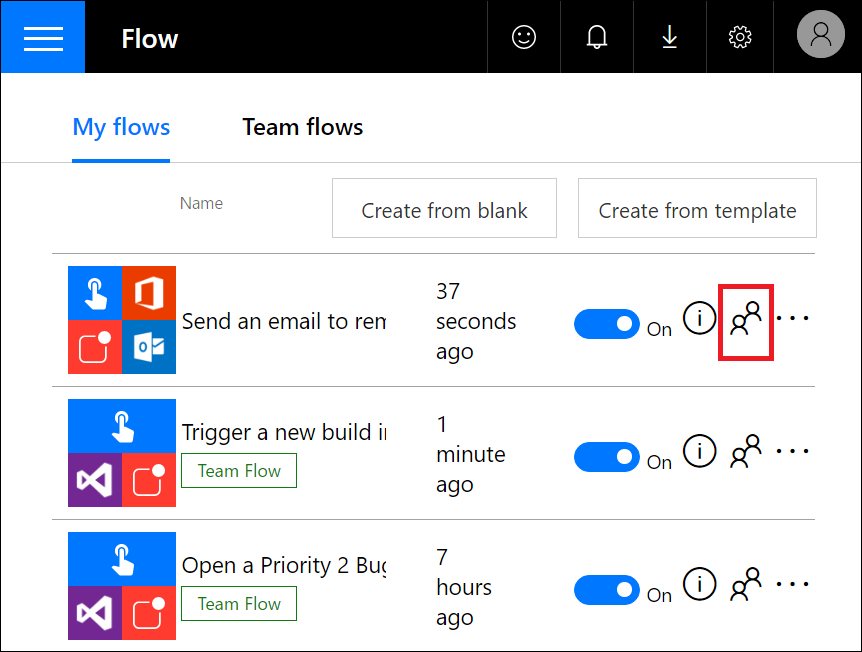 Flow
My flows
Team flows
Name
Create from blank
Create from template
Send an email to rem
37
seconds
ago
On
Trigger a new build
Team Flow
1
minute
ago
On
Open a Priority 2 Bug
Team Flow
7
hours
ago
On